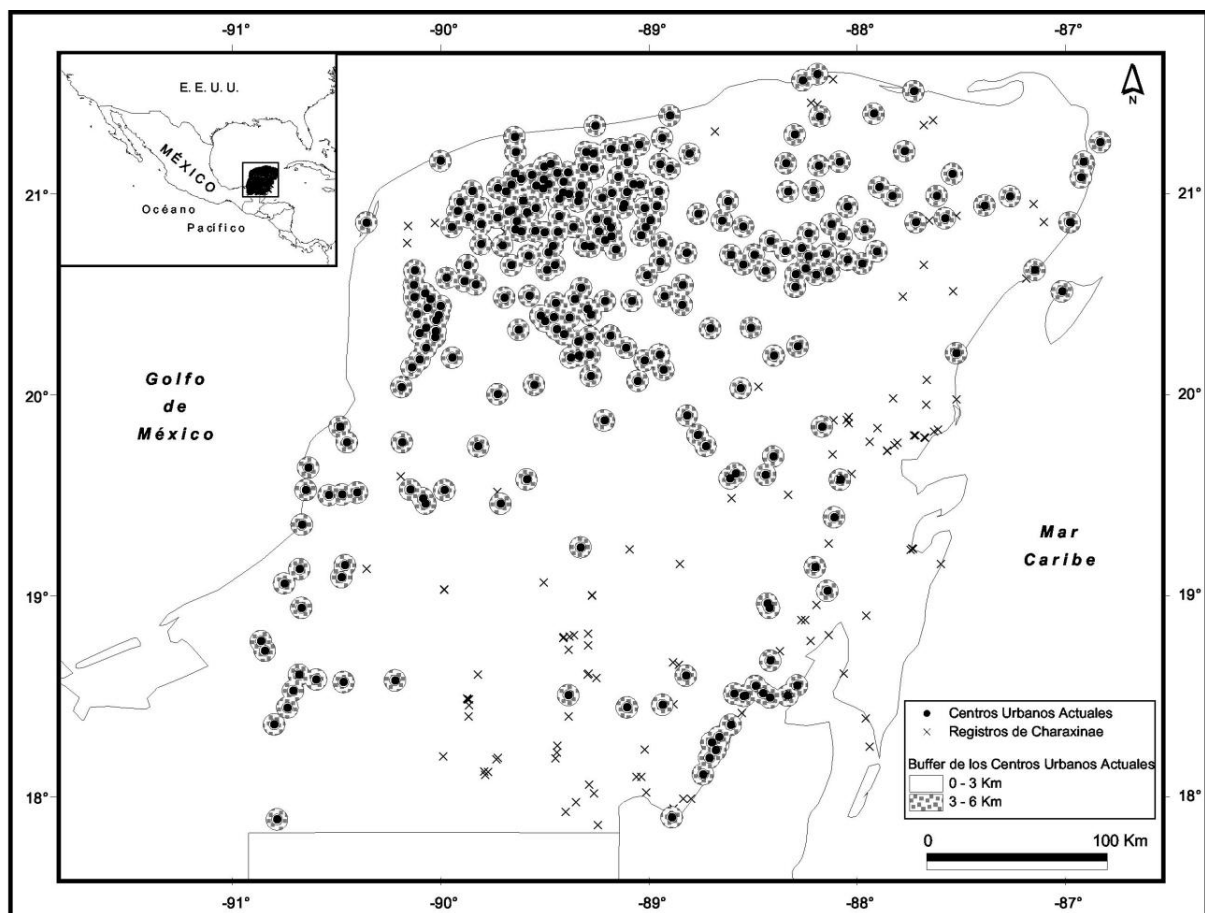 -91° -90° -89° -88° -87°
E. E. U. U.
MÉXICO
Océano
Pacífico
N
21° 21°
20° 20°
19° 19°
18° 18°
Golfo
de
México
Mar
Caribe
Centros Urbanos Actuales
Registros de Charaxinae
Buffer de los Centros Urbanos Actuales
0 - 3 Km
3 - 6 Km
0 100 Km
-91° -90° -89° -88° -87°